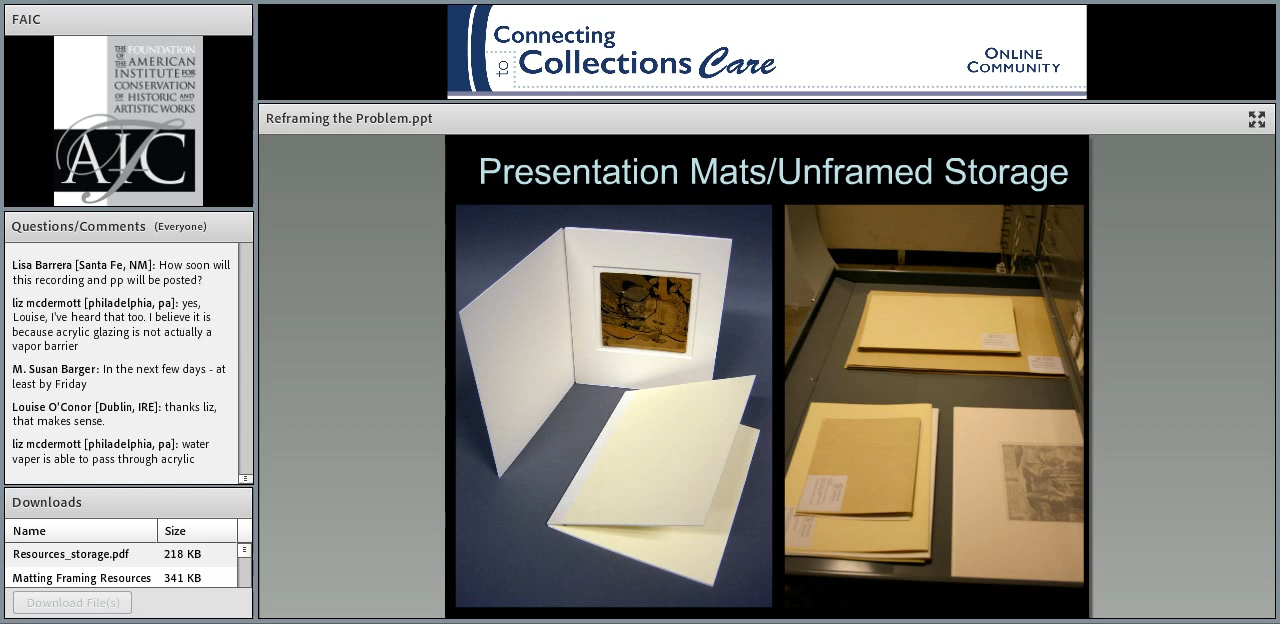 FAIC
THE FOUNDATION
OF THE AMERICAN
INSTITUTE FOR
CONSERVATION
OF HISTORIC AND
ARTISTIC WORKS
FAIC
Connecting
to Collections Care
ONLINE
COMMUNITY
Questions/Comments (Everyone)
Lisa Barrera [Santa Fe, NM]: How soon will
this recording and pp will be posted?
liz mcdermott [philadelphia, pa]: yes,
Louise, I've heard that too. I believe it is
because acrylic glazing is not actually a
vapor barrier
M. Susan Barger: In the next few days - at
least by Friday
Louise O'Conor [Dublin, IRE]: thanks liz,
that makes sense.
liz mcdermott [philadelphia, pa]: water
vaper is able to pass through acrylic
Downloads
Name Size
Resources_storage.pdf 218 KB
Matting Framing Resources 341 KB
Download File(s)
Reframing the Problem.ppt
Presentation Mats/Unframed Storage